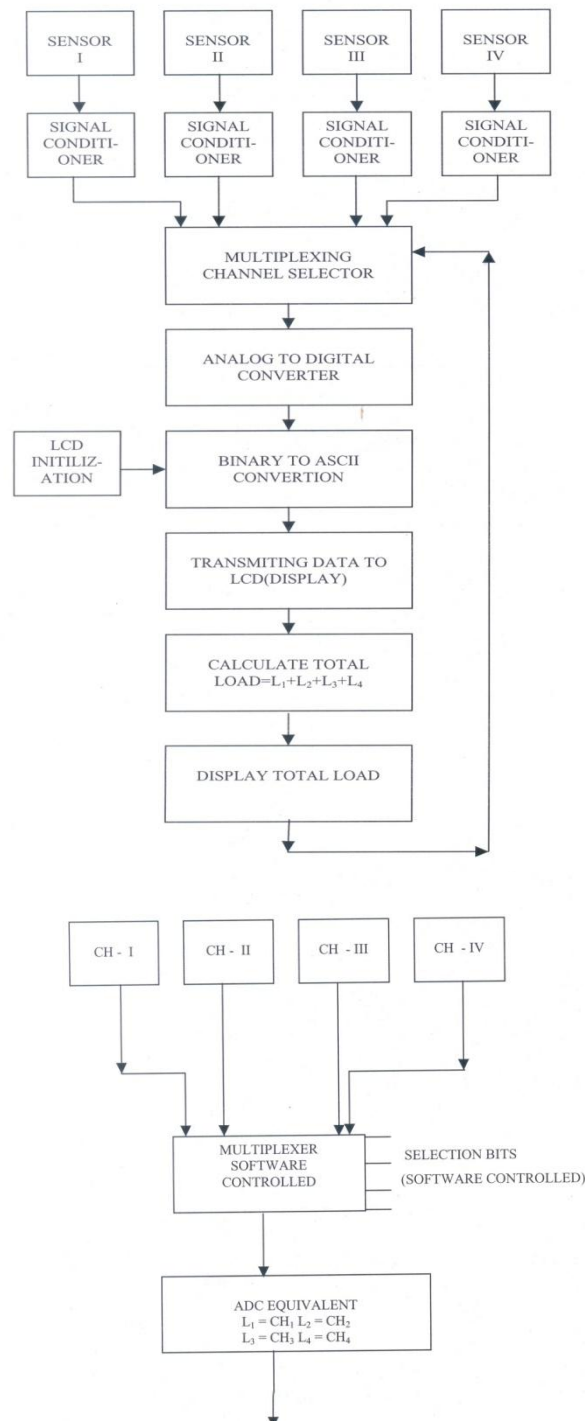 SENSOR
I
SENSOR
II
SENSOR
III
SENSOR
IV
SIGNAL
CONDITI-
ONER
SIGNAL
CONDITI-
ONER
SIGNAL
CONDITI-
ONER
SIGNAL
CONDITI-
ONER
MULTIPLEXING
CHANNEL SELECTOR
ANALOG TO DIGITAL
CONVERTER
LCD
INITILIZ-
ATION
BINARY TO ASCII
CONVERTION
TRANSMITING DATA TO
LCD(DISPLAY)
CALCULATE TOTAL
LOAD=L₁+L₂+L₃+L₄
DISPLAY TOTAL LOAD
CH - I
CH - II
CH - III
CH - IV
MULTIPLEXER
SOFTWARE
CONTROLLED
SELECTION BITS
(SOFTWARE CONTROLLED)
ADC EQUIVALENT
L₁ = CH₁ L₂ = CH₂
L₃ = CH₃ L₄ = CH₄